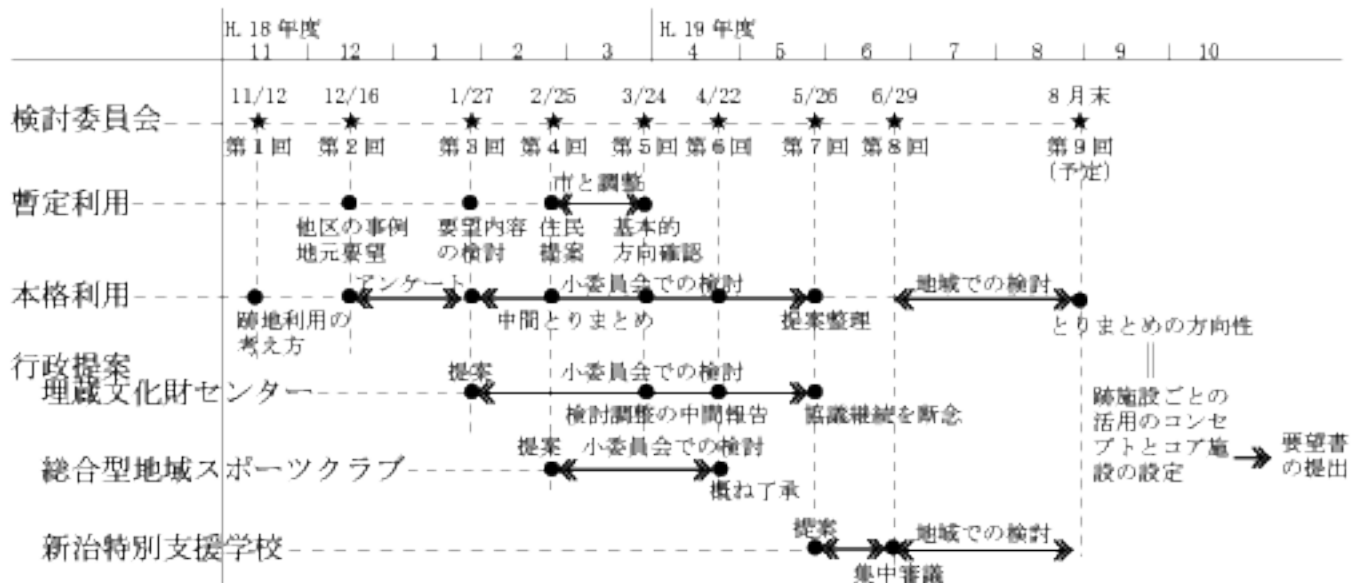 H. 18 年度 H. 19 年度
11 12 1 2 3 4 5 6 7 8 9 10
11/12 12/16 1/27 2/25 3/24 4/22 5/26 6/29 8 月末
検討委員会
第 1 回 第 2 回 第 3 回 第 4 回 第 5 回 第 6 回 第 7 回 第 8 回 第 9 回
(予定)
市と調整
暫定利用
他区の事例 要望内容 住民 基本的
地元要望 の検討 提案 方向確認
アンケート 小委員会での検討 地域での検討
本格利用
跡地利用の 中間とりまとめ 提案整理 とりまとめの方向性
考え方
||
行政提案
提案 小委員会での検討
埋蔵文化財センター
検討調整の中間報告 協議継続を断念
跡施設ごとの
活用のコンセ
プトとコア施
設の設定
要望書
の提出
提案 小委員会での検討
総合型地域スポーツクラブ
概ね了承
提案 地域での検討
新治特別支援学校
集中審議